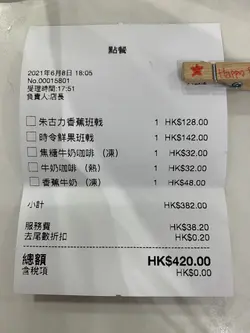 點餐
2021年6月8日 18:05
No.00015801
受理時間:17:51
負責人:店長
朱古力香蕉班戟 1 HK$128.00
時令鮮果班戟 1 HK$142.00
焦糖牛奶咖啡 (凍) 1 HK$32.00
牛奶咖啡 (熱) 1 HK$32.00
香蕉牛奶 (凍) 1 HK$48.00
小計 HK$382.00
服務費 HK$38.20
去尾數折扣 HK$0.20
總額 HK$420.00
含稅項 HK$0.00
Happy